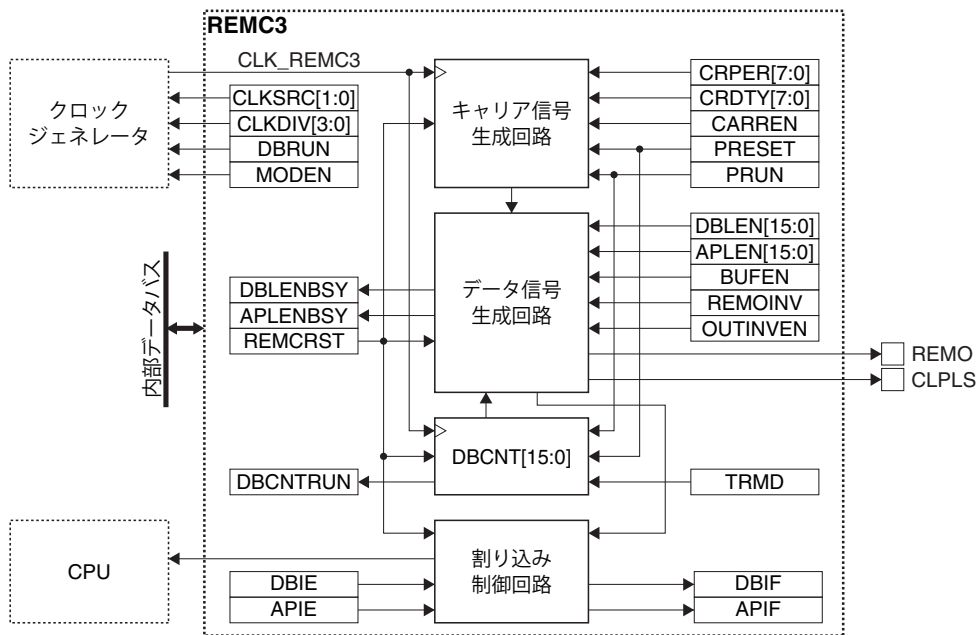 REMC3
CLK_REMC3
クロック
ジェネレータ
CLKSRC[1:0]
CLKDIV[3:0]
DBRUN
MODEN
キャリア信号
生成回路
CRPER[7:0]
CRDTY[7:0]
CARREN
PRESET
PRUN
内部データバス
DBLENBSY
APLENBSY
REMCRST
データ信号
生成回路
DBLEN[15:0]
APLEN[15:0]
BUFEN
REMOINV
OUTINVEN
REMO
CLPLS
DBCNTRUN
DBCNT[15:0]
TRMD
CPU
DBIE
APIE
割り込み
制御回路
DBIF
APIF